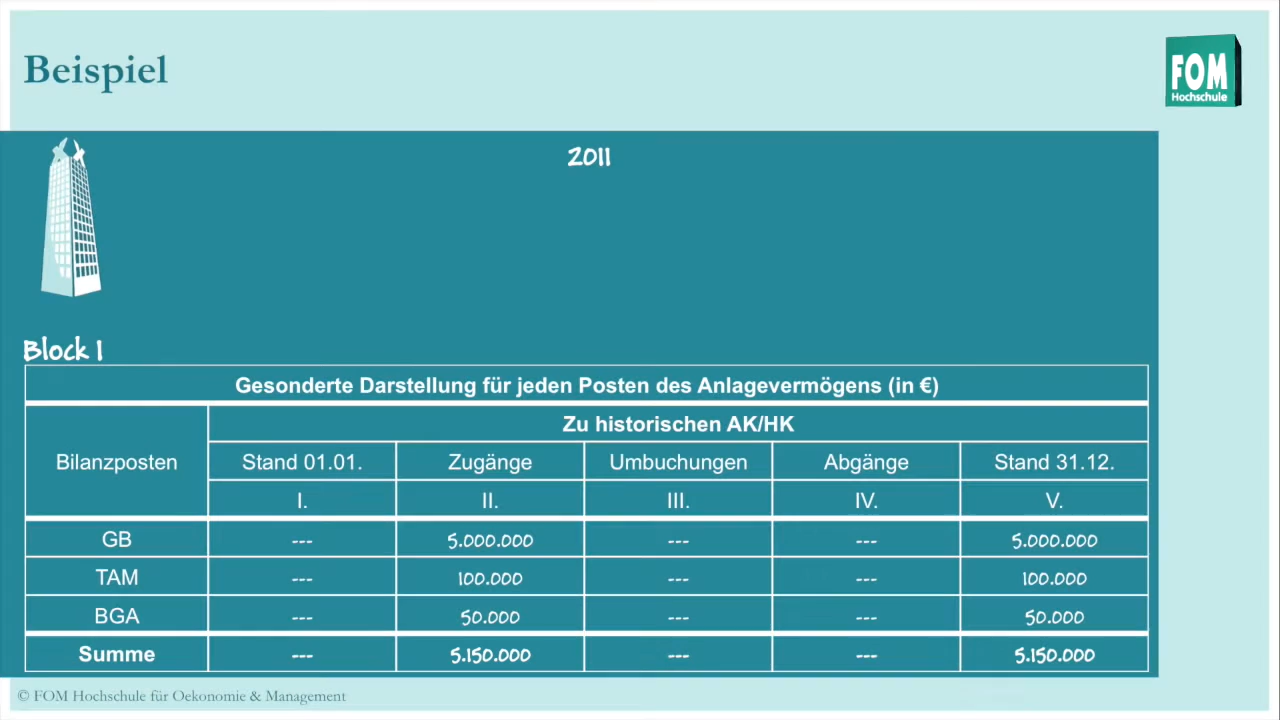 Beispiel
FOM
Hochschule
2011
Block 1
Gesonderte Darstellung für jeden Posten des Anlagevermögens (in €)
Bilanzposten
Zu historischen AK/HK
Stand 01.01. Zugänge Umbuchungen Abgänge Stand 31.12.
I. II. III. IV. V.
GB --- 5.000.000 --- --- 5.000.000
TAM --- 100.000 --- --- 100.000
BGA --- 50.000 --- --- 50.000
Summe --- 5.150.000 --- --- 5.150.000
© FOM Hochschule für Oekonomie & Management